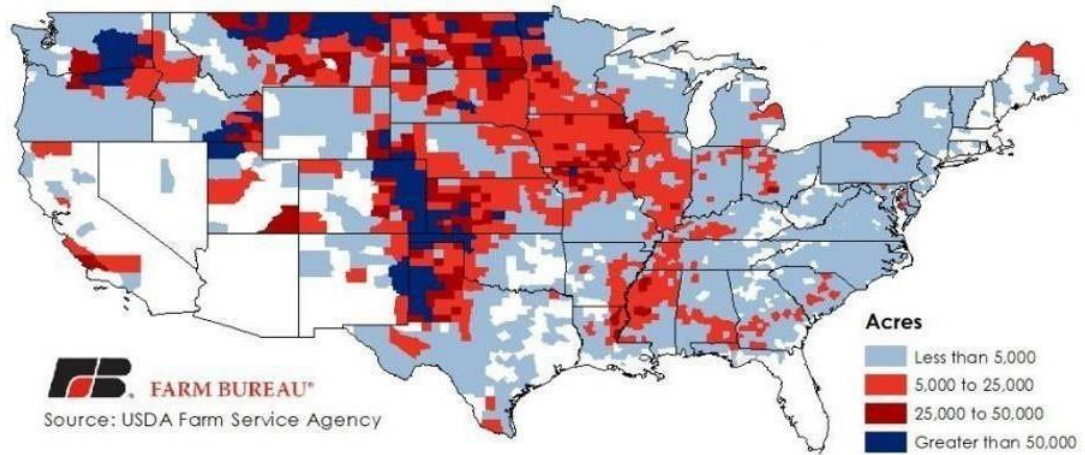 Acres
Less than 5,000
5,000 to 25,000
25,000 to 50,000
Greater than 50,000
FB. FARM BUREAU®
Source: USDA Farm Service Agency